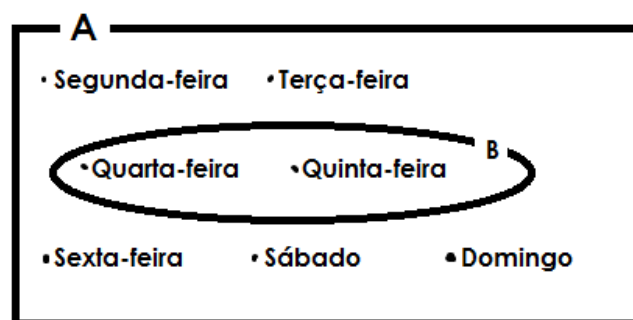 A
Segunda-feira Terça-feira
B
Quarta-feira Quinta-feira
Sexta-feira Sábado Domingo